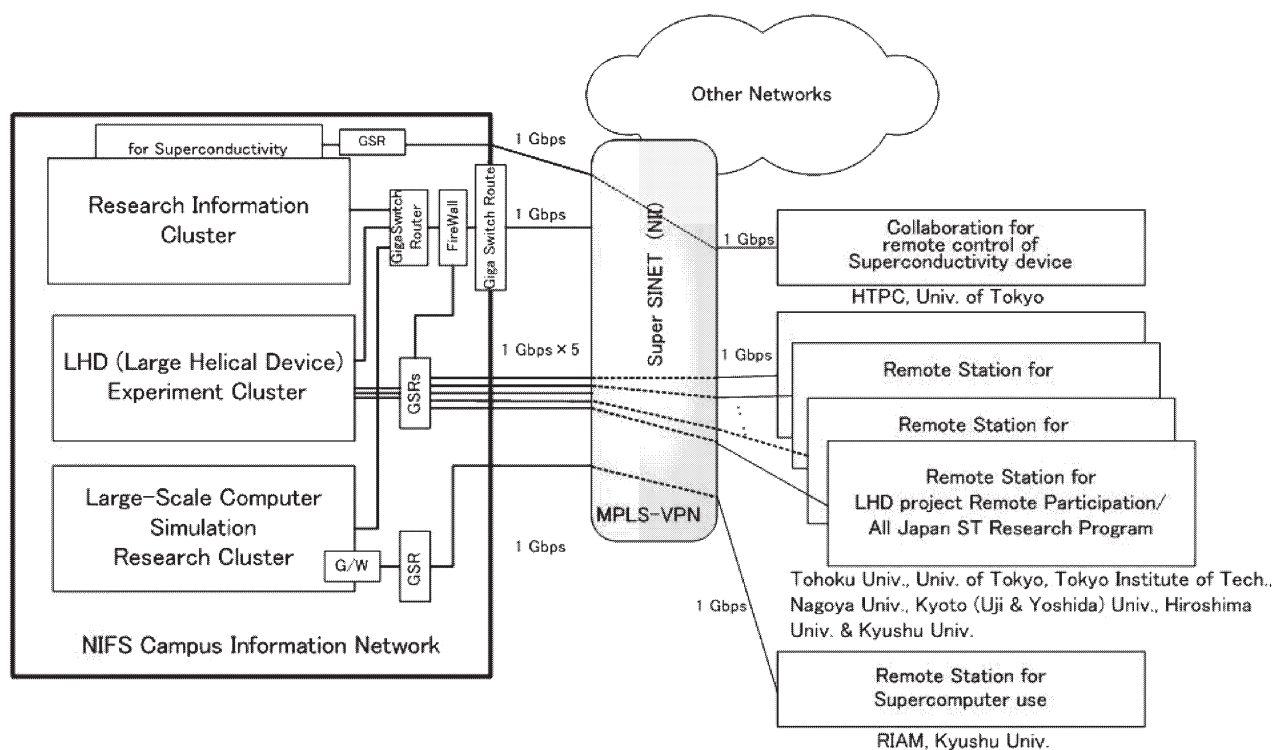 Other Networks
for Superconductivity
GSR
1 Gbps
Research Information
Cluster
GigaSwitch
Router
FireWall
Giga Switch Route
1 Gbps
Super SINET (NII)
1 Gbps
Collaboration for
remote control of
Superconductivity device
HTPC, Univ. of Tokyo
LHD (Large Helical Device)
Experiment Cluster
GSRs
1 Gbps×5
1 Gbps
Remote Station for
Remote Station for
Remote Station for
LHD project Remote Participation/
All Japan ST Research Program
Large-Scale Computer
Simulation
Research Cluster
G/W
GSR
1 Gbps
MPLS-VPN
Tohoku Univ., Univ. of Tokyo, Tokyo Institute of Tech.,
Nagoya Univ., Kyoto (Uji & Yoshida) Univ., Hiroshima
Univ. & Kyushu Univ.
1 Gbps
NIFS Campus Information Network
Remote Station for
Supercomputer use
RIAM, Kyushu Univ.